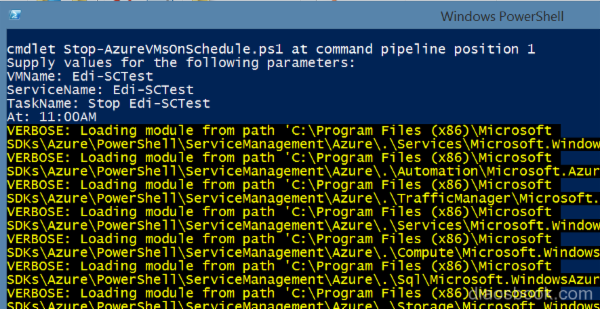 Windows PowerShell
cmdlet Stop-AzureVMsOnSchedule.ps1 at command pipeline position 1
Supply values for the following parameters:
VMName: Edi-SCTest
ServiceName: Edi-SCTest
TaskName: Stop Edi-SCTest
At: 11:00AM
VERBOSE: Loading module from path 'C:\Program Files (x86)\Microsoft
SDKs\Azure\PowerShell\ServiceManagement\Azure\.\Services\Microsoft.Window
VERBOSE: Loading module from path 'C:\Program Files (x86)\Microsoft
SDKs\Azure\PowerShell\ServiceManagement\Azure\.\Automation\Microsoft.Azur
VERBOSE: Loading module from path 'C:\Program Files (x86)\Microsoft
SDKs\Azure\PowerShell\ServiceManagement\Azure\.\TrafficManager\Microsoft.
VERBOSE: Loading module from path 'C:\Program Files (x86)\Microsoft
SDKs\Azure\PowerShell\ServiceManagement\Azure\.\Services\Microsoft.Window
VERBOSE: Loading module from path 'C:\Program Files (x86)\Microsoft
SDKs\Azure\PowerShell\ServiceManagement\Azure\.\Compute\Microsoft.Windows
VERBOSE: Loading module from path 'C:\Program Files (x86)\Microsoft
SDKs\Azure\PowerShell\ServiceManagement\Azure\.\Sql\Microsoft.WindowsAzur
VERBOSE: Loading module from path 'C:\Program Files (x86)\Microsoft
SDKs\Azure\PowerShell\ServiceManagement\Azure\.\Storage\Microsoft.Windows